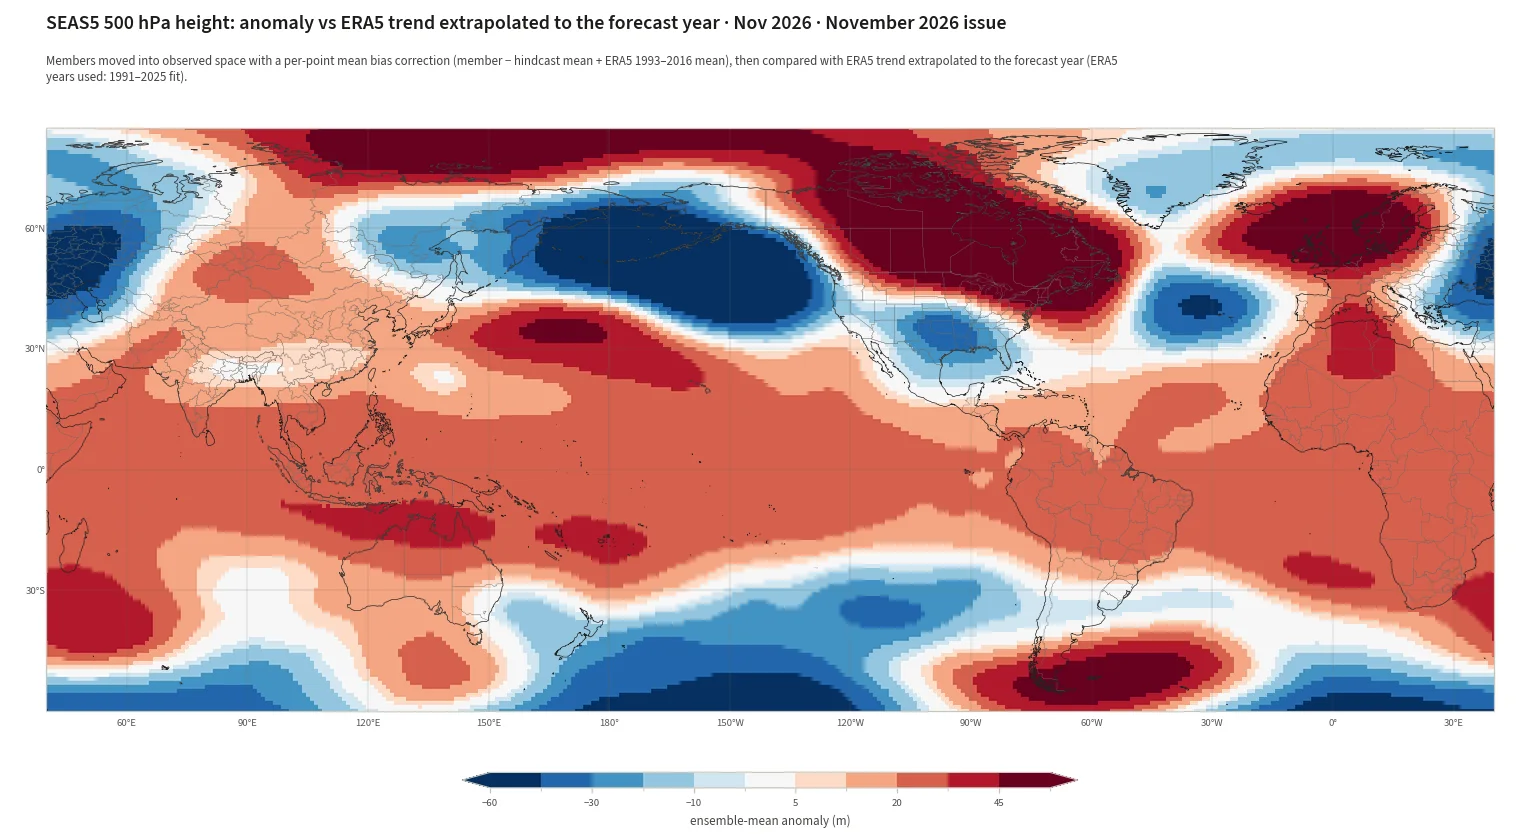 SEAS5 500 hPa height: anomaly vs ERA5 trend extrapolated to the forecast year · Nov 2026 · November 2026 issue
Members moved into observed space with a per-point mean bias correction (member − hindcast mean + ERA5 1993–2016 mean), then compared with ERA5 trend extrapolated to the forecast year (ERA5
years used: 1991–2025 fit).
60°N
30°N
0°
30°S
60°E 90°E 120°E 150°E 180° 150°W 120°W 90°W 60°W 30°W 0° 30°E
−60 −30 −10 5 20 45
ensemble-mean anomaly (m)